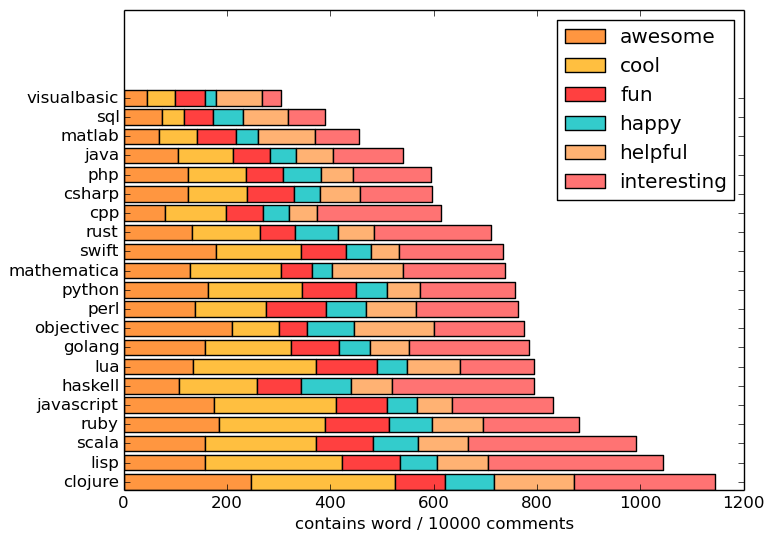 awesome
cool
fun
happy
helpful
interesting
visualbasic
sql
matlab
java
php
csharp
cpp
rust
swift
mathematica
python
perl
objectivec
golang
lua
haskell
javascript
ruby
scala
lisp
clojure
0 200 400 600 800 1000 1200
contains word / 10000 comments